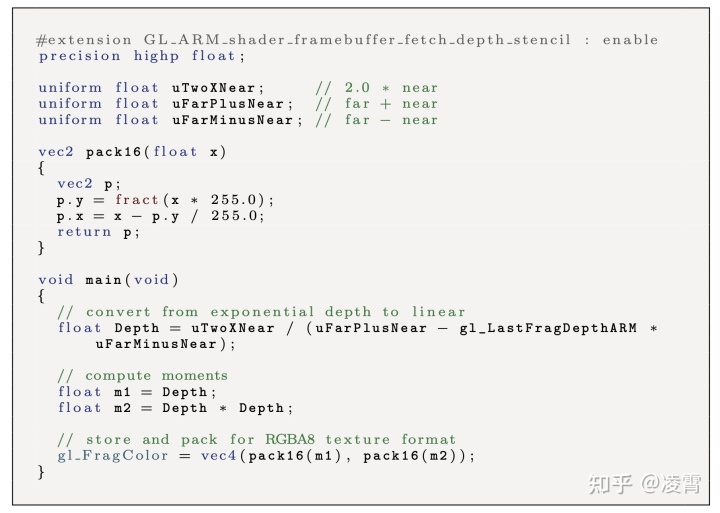 #extension GL_ARM_shader_framebuffer_fetch_depth_stencil : enable
precision highp float;

uniform float uTwoXNear;      // 2.0 * near
uniform float uFarPlusNear;   // far + near
uniform float uFarMinusNear;  // far − near

vec2 pack16(float x)
{
  vec2 p;
  p.y = fract(x * 255.0);
  p.x = x − p.y / 255.0;
  return p;
}

void main(void)
{
  // convert from exponential depth to linear
  float Depth = uTwoXNear / (uFarPlusNear − gl_LastFragDepthARM *
      uFarMinusNear);

  // compute moments
  float m1 = Depth;
  float m2 = Depth * Depth;

  // store and pack for RGBA8 texture format
  gl_FragColor = vec4(pack16(m1), pack16(m2));
}
知乎 @凌霄